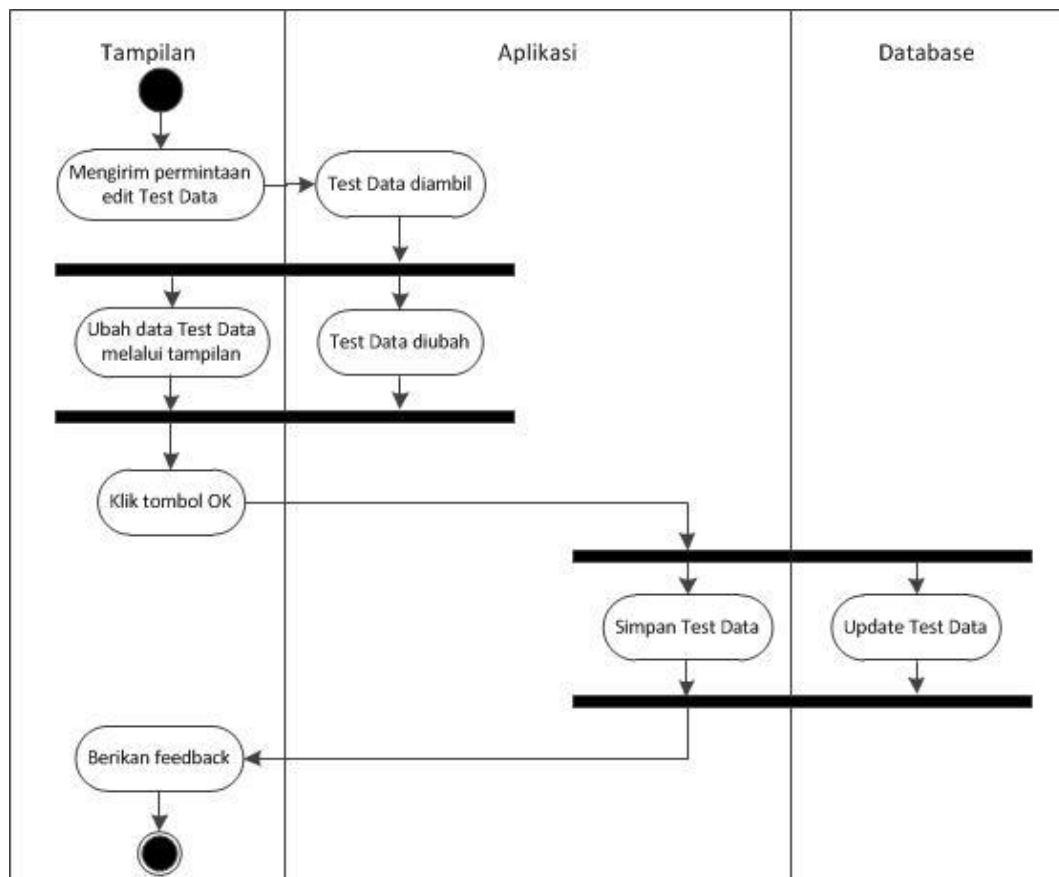 Tampilan
Aplikasi
Database
Mengirim permintaan
edit Test Data
Test Data diambil
Ubah data Test Data
melalui tampilan
Test Data diubah
Klik tombol OK
Simpan Test Data
Update Test Data
Berikan feedback